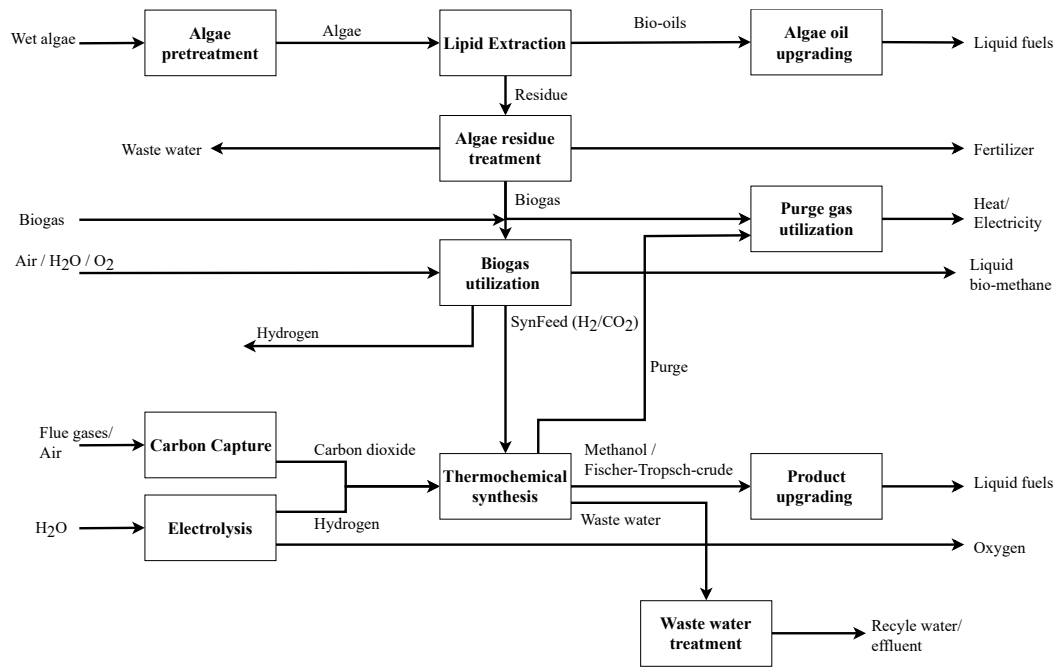 Wet algae
Algae
pretreatment
Algae
Lipid Extraction
Bio-oils
Algae oil
upgrading
Liquid fuels
Residue
Waste water
Algae residue
treatment
Fertilizer
Biogas
Biogas
Purge gas
utilization
Heat/
Electricity
Air / H2O / O2
Biogas
utilization
Liquid
bio-methane
Hydrogen
SynFeed (H2/CO2)
Purge
Flue gases/
Air
Carbon Capture
Carbon dioxide
Thermochemical
synthesis
Methanol /
Fischer-Tropsch-crude
Product
upgrading
Liquid fuels
H2O
Electrolysis
Hydrogen
Waste water
Oxygen
Waste water
treatment
Recyle water/
effluent